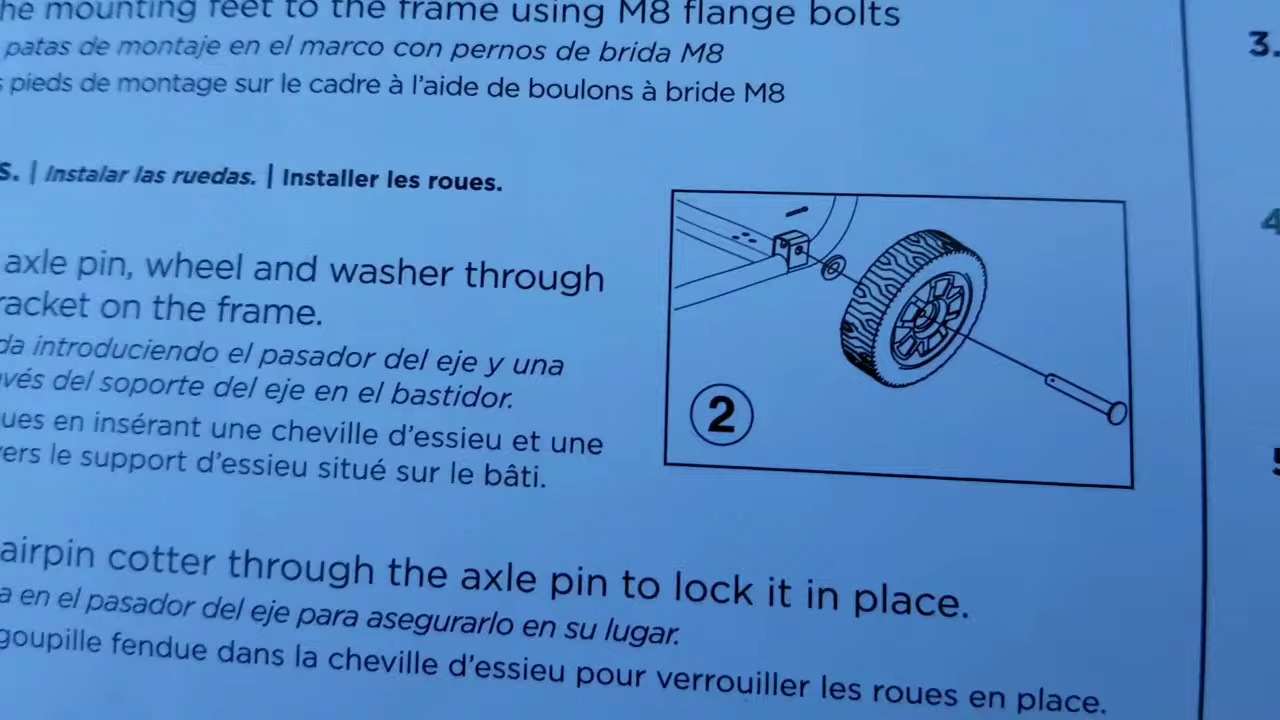 he mounting feet to the frame using M8 flange bolts
patas de montaje en el marco con pernos de brida M8
pieds de montage sur le cadre à l'aide de boulons à bride M8
3.
s. | Instalar las ruedas. | Installer les roues.
4
axle pin, wheel and washer through
racket on the frame.
da introduciendo el pasador del eje y una
avés del soporte del eje en el bastidor.
ues en insérant une cheville d'essieu et une
vers le support d'essieu situé sur le bâti.
2
5
airpin cotter through the axle pin to lock it in place.
a en el pasador del eje para asegurarlo en su lugar.
goupille fendue dans la cheville d'essieu pour verrouiller les roues en place.